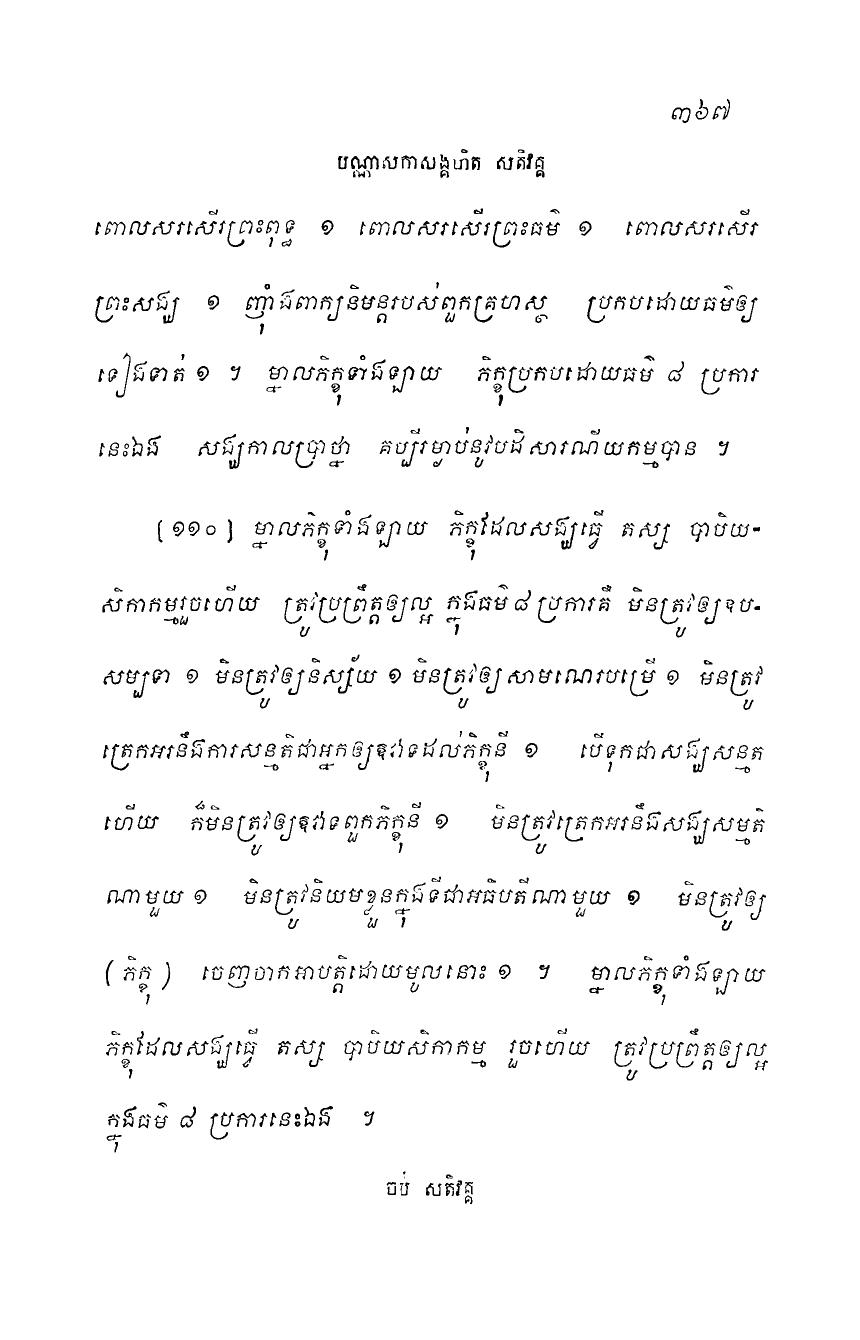 ៣៦៧
បណ្ណាសកាសង្គហិត សតិវគ្គ
ពោលសរសើរព្រះពុទ្ធ ១ ពោលសរសើរព្រះធម៌ ១ ពោលសរសើរ
ព្រះសង្ឃ ១ ញុំាងពាក្យនិមន្តរបស់ពួកគ្រហស្ថ ប្រកបដោយធម៌ឲ្យ
ទៀងទាត់ ១ ។ ម្នាលភិក្ខុទាំងឡាយ ភិក្ខុប្រកបដោយធម៌ ៨ ប្រការ
នេះឯង សង្ឃកាលប្រាថ្នា គប្បីរម្ងាប់នូវបដិសារណីយកម្មបាន ។
[១១០] ម្នាលភិក្ខុទាំងឡាយ ភិក្ខុដែលសង្ឃធ្វើ តស្ស បាបិយ-
សិកាកម្មរួចហើយ ត្រូវប្រព្រឹត្តឲ្យល្អ ក្នុងធម៌ ៨ ប្រការគឺ មិនត្រូវឲ្យឧប-
សម្បទា ១ មិនត្រូវឲ្យនិស្ស័យ ១ មិនត្រូវឲ្យសាមណេរបម្រើ ១ មិនត្រូវ
ត្រេកអរនឹងការសន្មតិជាអ្នកឲ្យឱវាទដល់ភិក្ខុនី ១ បើទុកជាសង្ឃសន្មត
ហើយ ក៏មិនត្រូវឲ្យឱវាទពួកភិក្ខុនី ១ មិនត្រូវត្រេកអរនឹងសង្ឃសម្មតិ
ណាមួយ ១ មិនត្រូវនិយមខ្លួនក្នុងទីជាអធិបតីណាមួយ ១ មិនត្រូវឲ្យ
(ភិក្ខុ) ចេញចាកអាបត្តិដោយមូលនោះ ១ ។ ម្នាលភិក្ខុទាំងឡាយ
ភិក្ខុដែលសង្ឃធ្វើ តស្ស បាបិយសិកាកម្ម រួចហើយ ត្រូវប្រព្រឹត្តឲ្យល្អ
ក្នុងធម៌ ៨ ប្រការនេះឯង ។
ចប់ សតិវគ្គ